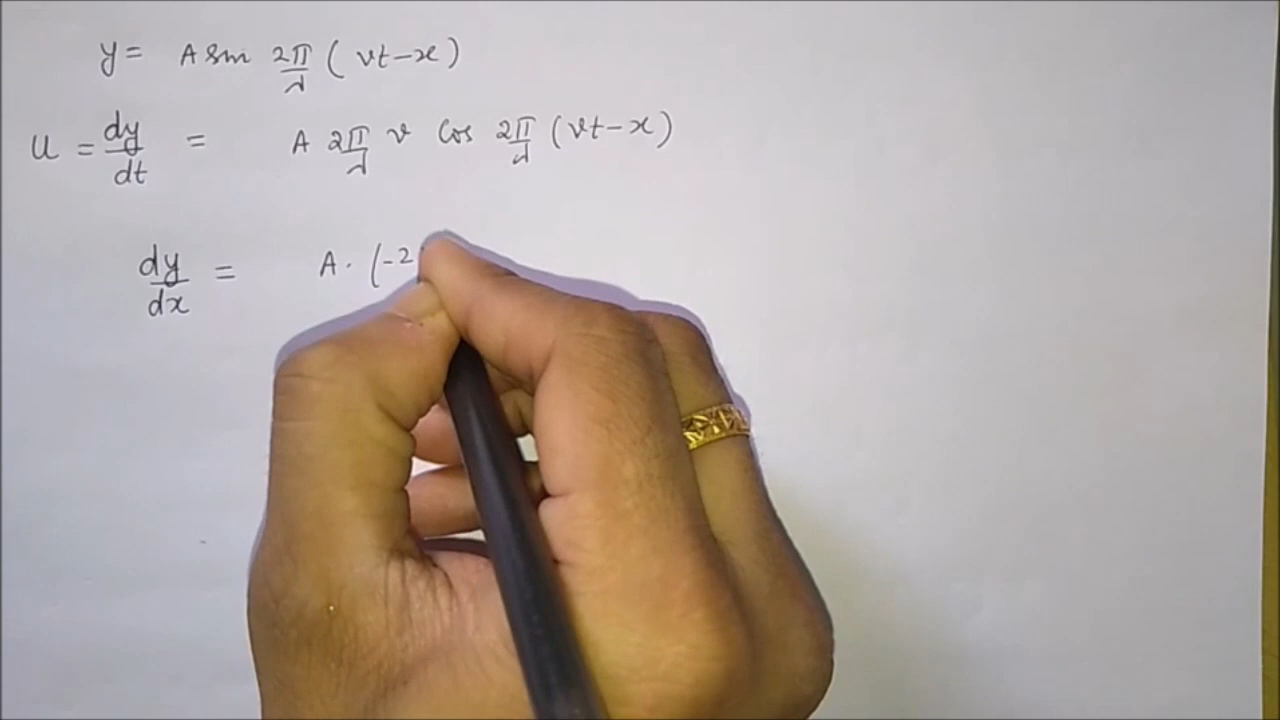 y = A sin 2π/λ (vt-x)
u = dy/dt = A 2π/λ v cos 2π/λ (vt-x)
dy/dx = A · (-2